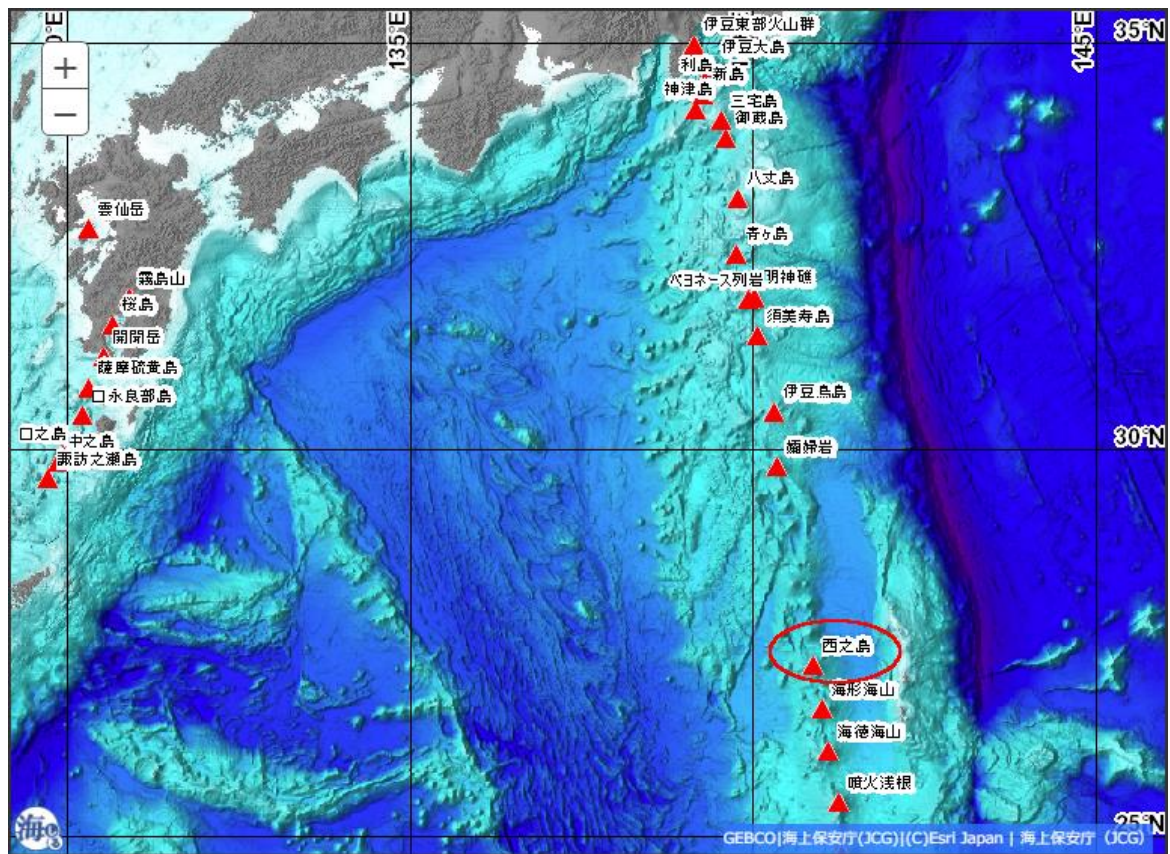 135°E
145°E
35°N
+
−
伊豆東部火山群
伊豆大島
利島
新島
神津島
三宅島
御蔵島
八丈島
雲仙岳
青ヶ島
霧島山
ベヨネース列岩
明神礁
桜島
須美寿島
開聞岳
薩摩硫黄島
口永良部島
伊豆鳥島
口之島
中之島
30°N
諏訪之瀬島
孀婦岩
西之島
海形海山
海徳海山
噴火浅根
25°N
海しる
GEBCO|海上保安庁(JCG)|(C)Esri Japan | 海上保安庁 (JCG)